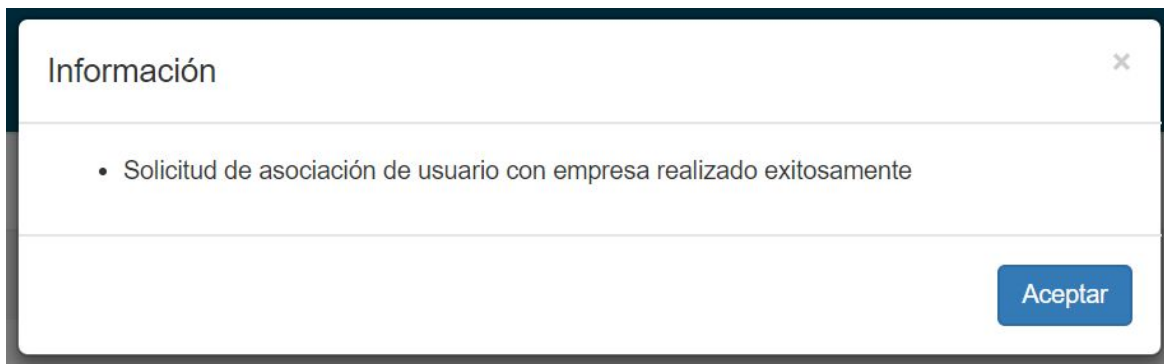 Información
×
• Solicitud de asociación de usuario con empresa realizado exitosamente
Aceptar